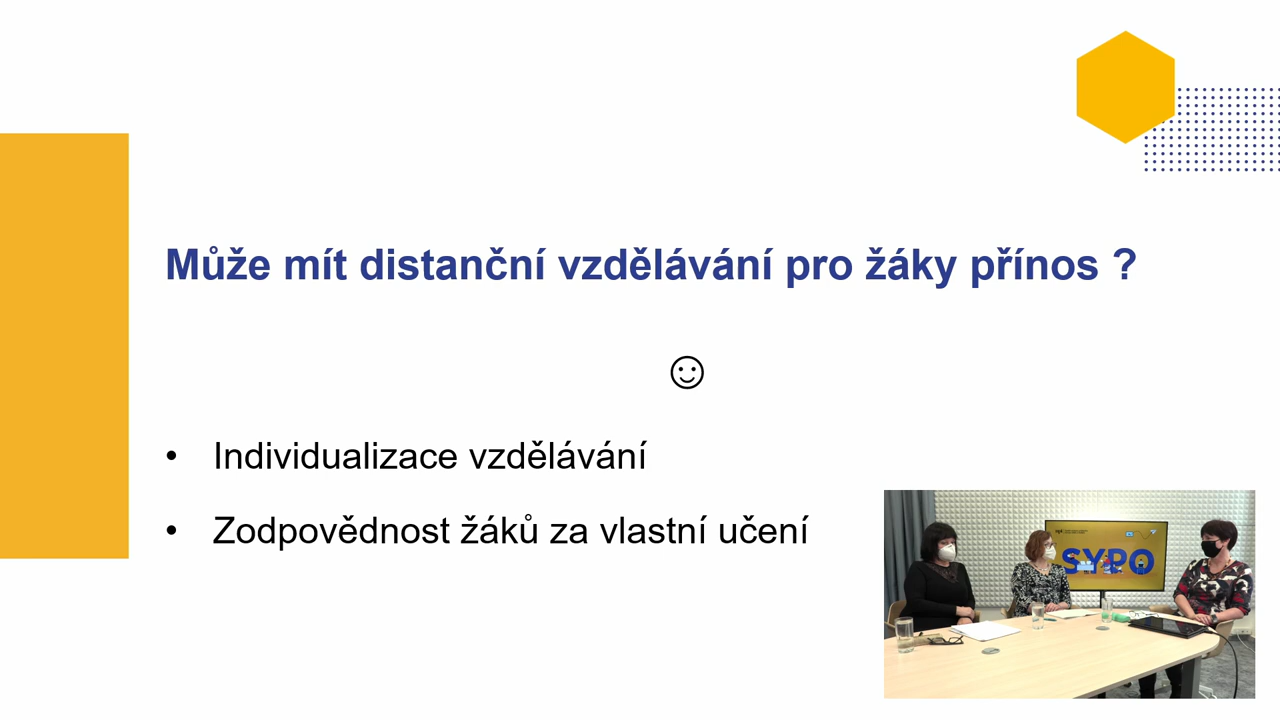 Může mít distanční vzdělávání pro žáky přínos ?
☺
• Individualizace vzdělávání
• Zodpovědnost žáků za vlastní učení
SYPO